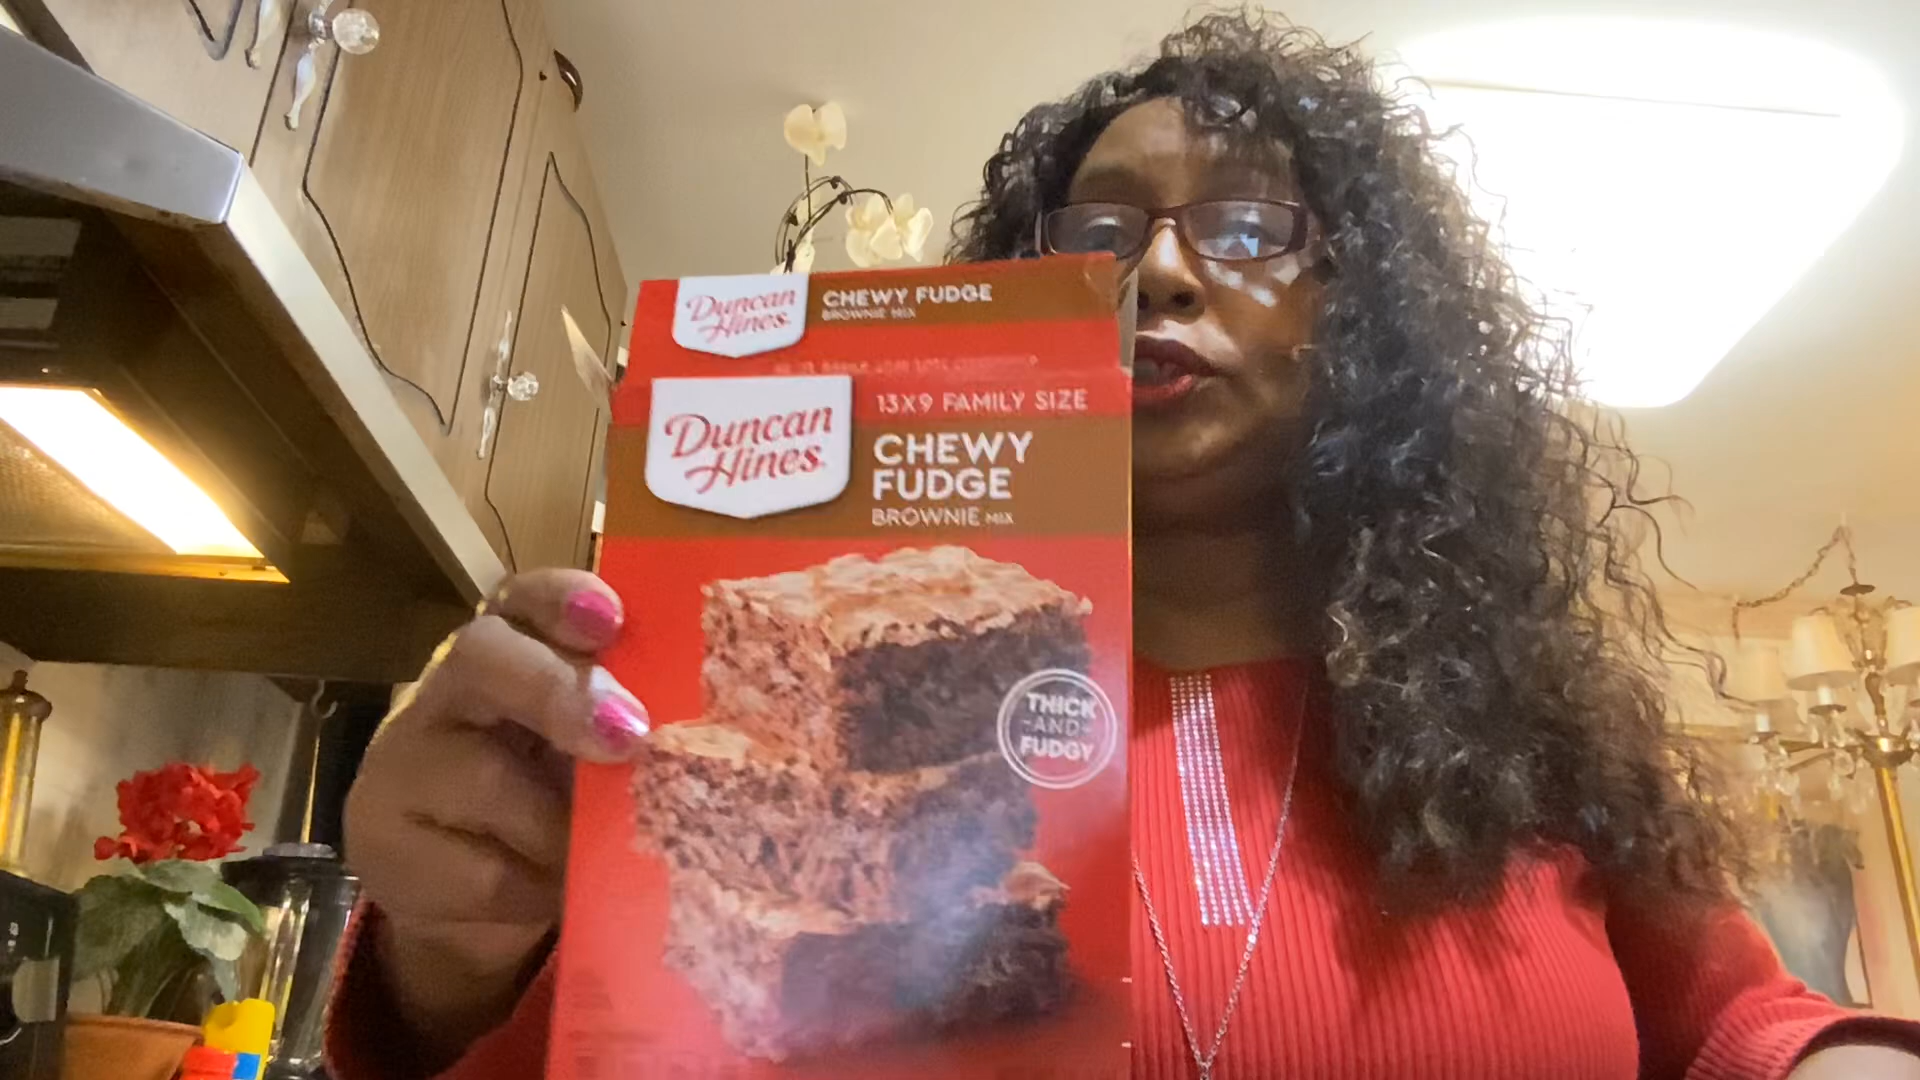 Duncan
Hines
CHEWY FUDGE
BROWNIE MIX
13X9 FAMILY SIZE
Duncan
Hines
CHEWY
FUDGE
BROWNIE MIX
THICK
-AND-
FUDGY